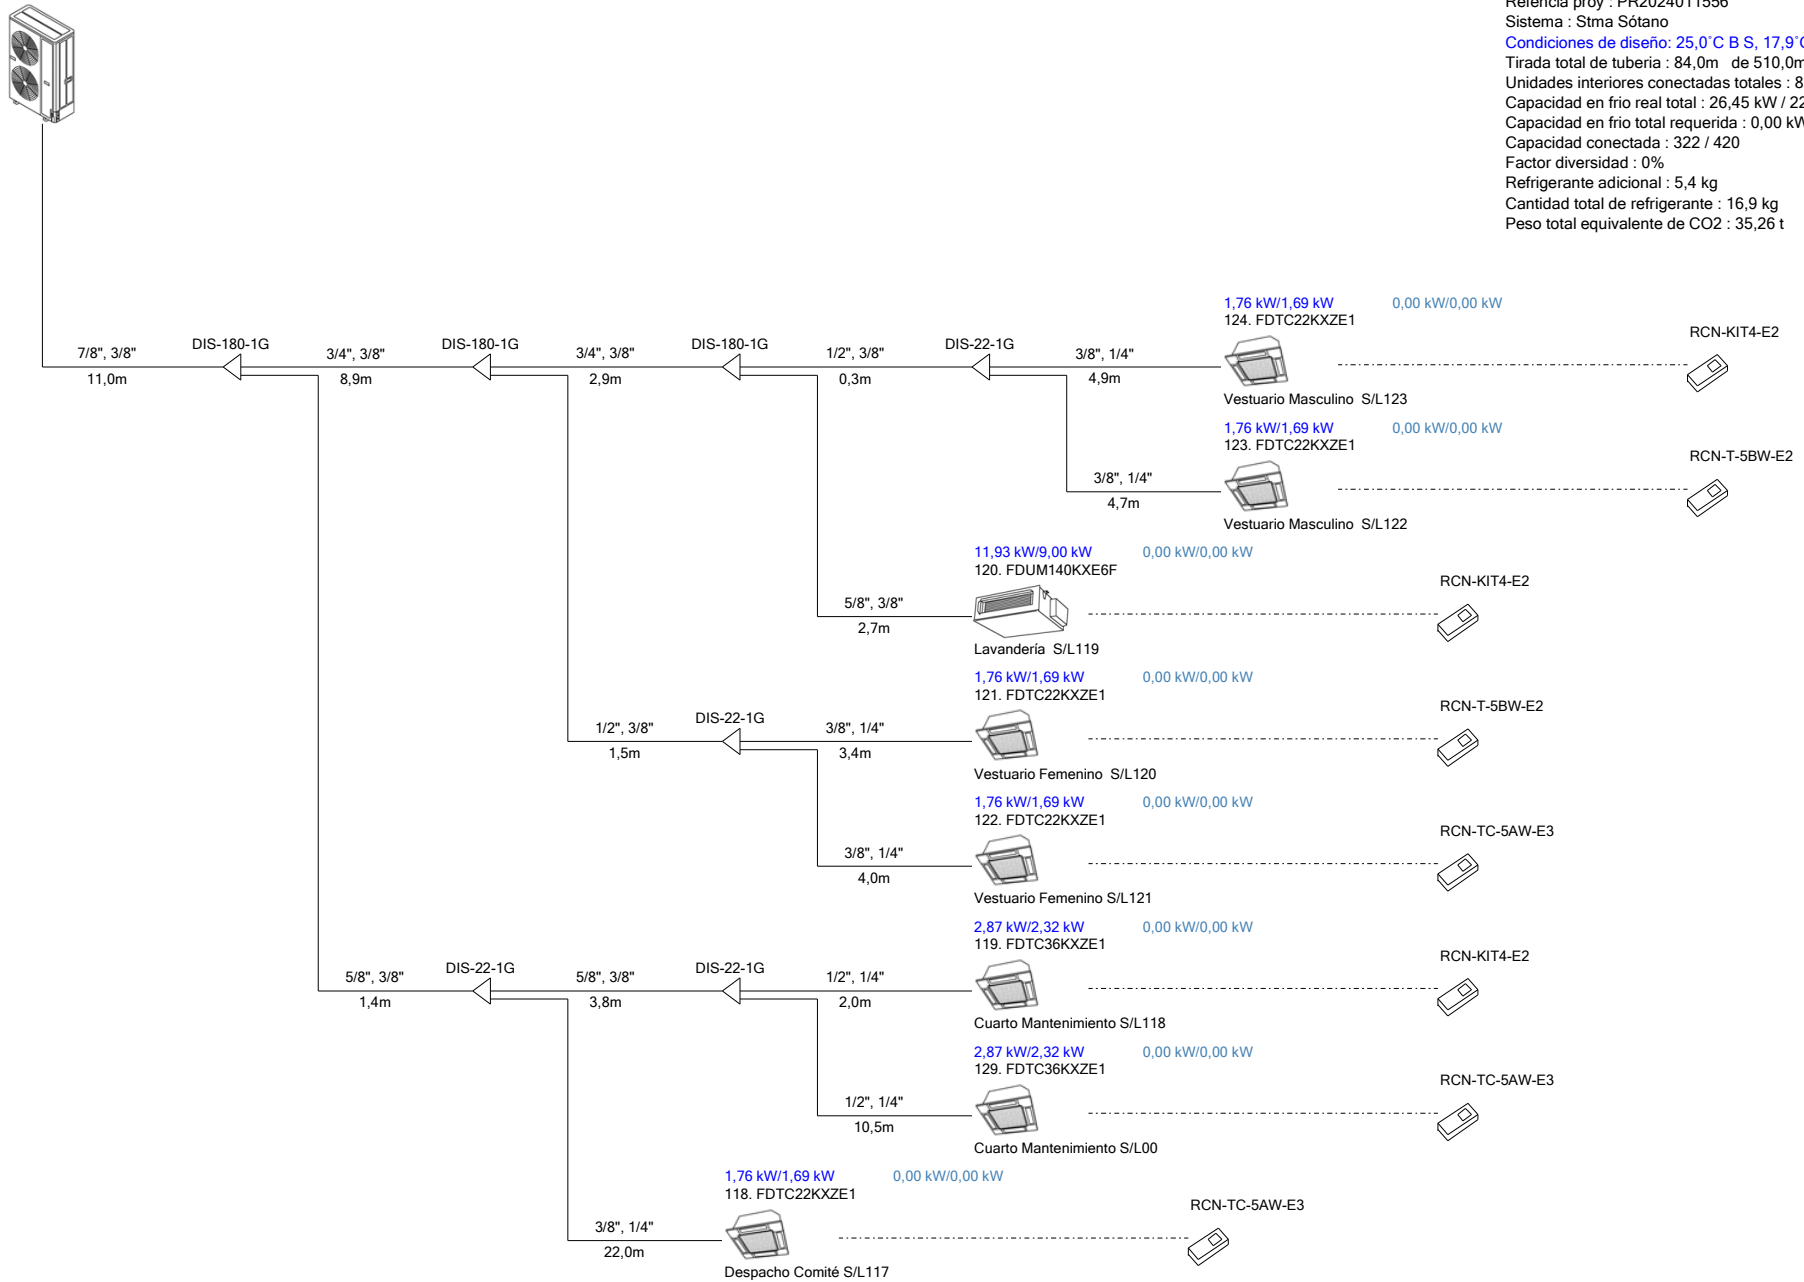 Refencia proy : PR2024011556
Sistema : Stma Sótano
Condiciones de diseño: 25,0°C B S, 17,9°C
Tirada total de tuberia : 84,0m de 510,0m
Unidades interiores conectadas totales : 8
Capacidad en frio real total : 26,45 kW / 22
Capacidad en frio total requerida : 0,00 kW
Capacidad conectada : 322 / 420
Factor diversidad : 0%
Refrigerante adicional : 5,4 kg
Cantidad total de refrigerante : 16,9 kg
Peso total equivalente de CO2 : 35,26 t
1,76 kW/1,69 kW 0,00 kW/0,00 kW
124. FDTC22KXZE1
RCN-KIT4-E2
7/8", 3/8" DIS-180-1G 3/4", 3/8" DIS-180-1G 3/4", 3/8" DIS-180-1G 1/2", 3/8" DIS-22-1G 3/8", 1/4"
11,0m 8,9m 2,9m 0,3m 4,9m
Vestuario Masculino S/L123
1,76 kW/1,69 kW 0,00 kW/0,00 kW
123. FDTC22KXZE1
RCN-T-5BW-E2
3/8", 1/4"
4,7m
Vestuario Masculino S/L122
11,93 kW/9,00 kW 0,00 kW/0,00 kW
120. FDUM140KXE6F
RCN-KIT4-E2
5/8", 3/8"
2,7m
Lavandería S/L119
1,76 kW/1,69 kW 0,00 kW/0,00 kW
121. FDTC22KXZE1
RCN-T-5BW-E2
1/2", 3/8" DIS-22-1G 3/8", 1/4"
1,5m 3,4m
Vestuario Femenino S/L120
1,76 kW/1,69 kW 0,00 kW/0,00 kW
122. FDTC22KXZE1
RCN-TC-5AW-E3
3/8", 1/4"
4,0m
Vestuario Femenino S/L121
2,87 kW/2,32 kW 0,00 kW/0,00 kW
119. FDTC36KXZE1
RCN-KIT4-E2
5/8", 3/8" DIS-22-1G 5/8", 3/8" DIS-22-1G 1/2", 1/4"
1,4m 3,8m 2,0m
Cuarto Mantenimiento S/L118
2,87 kW/2,32 kW 0,00 kW/0,00 kW
129. FDTC36KXZE1
RCN-TC-5AW-E3
1/2", 1/4"
10,5m
Cuarto Mantenimiento S/L00
1,76 kW/1,69 kW 0,00 kW/0,00 kW
118. FDTC22KXZE1
RCN-TC-5AW-E3
3/8", 1/4"
22,0m
Despacho Comité S/L117